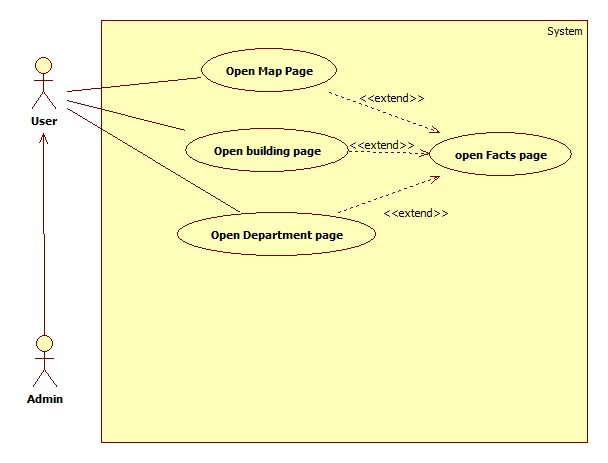 System
Open Map Page
<<extend>>
User
Open building page
<<extend>>
open Facts page
<<extend>>
Open Department page
Admin